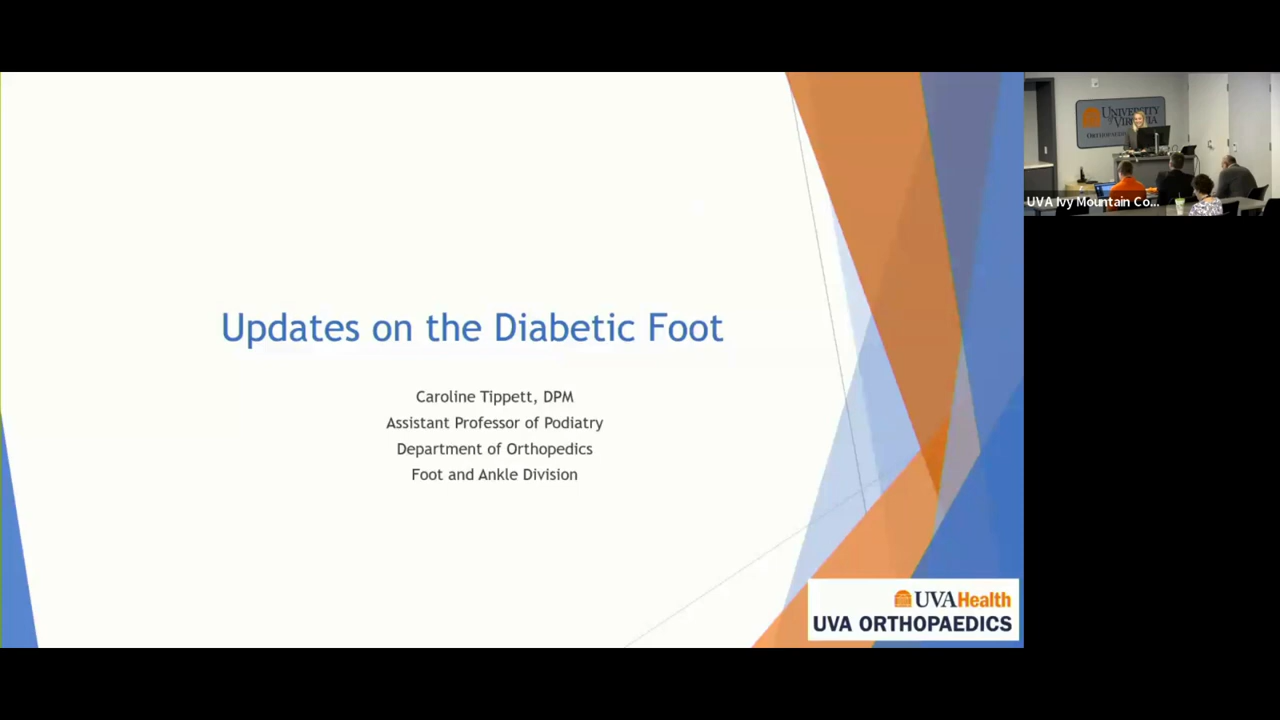 Updates on the Diabetic Foot
Caroline Tippett, DPM
Assistant Professor of Podiatry
Department of Orthopedics
Foot and Ankle Division
UVAHealth
UVA ORTHOPAEDICS
UNIVERSITY
of VIRGINIA
UVA Ivy Mountain Co...